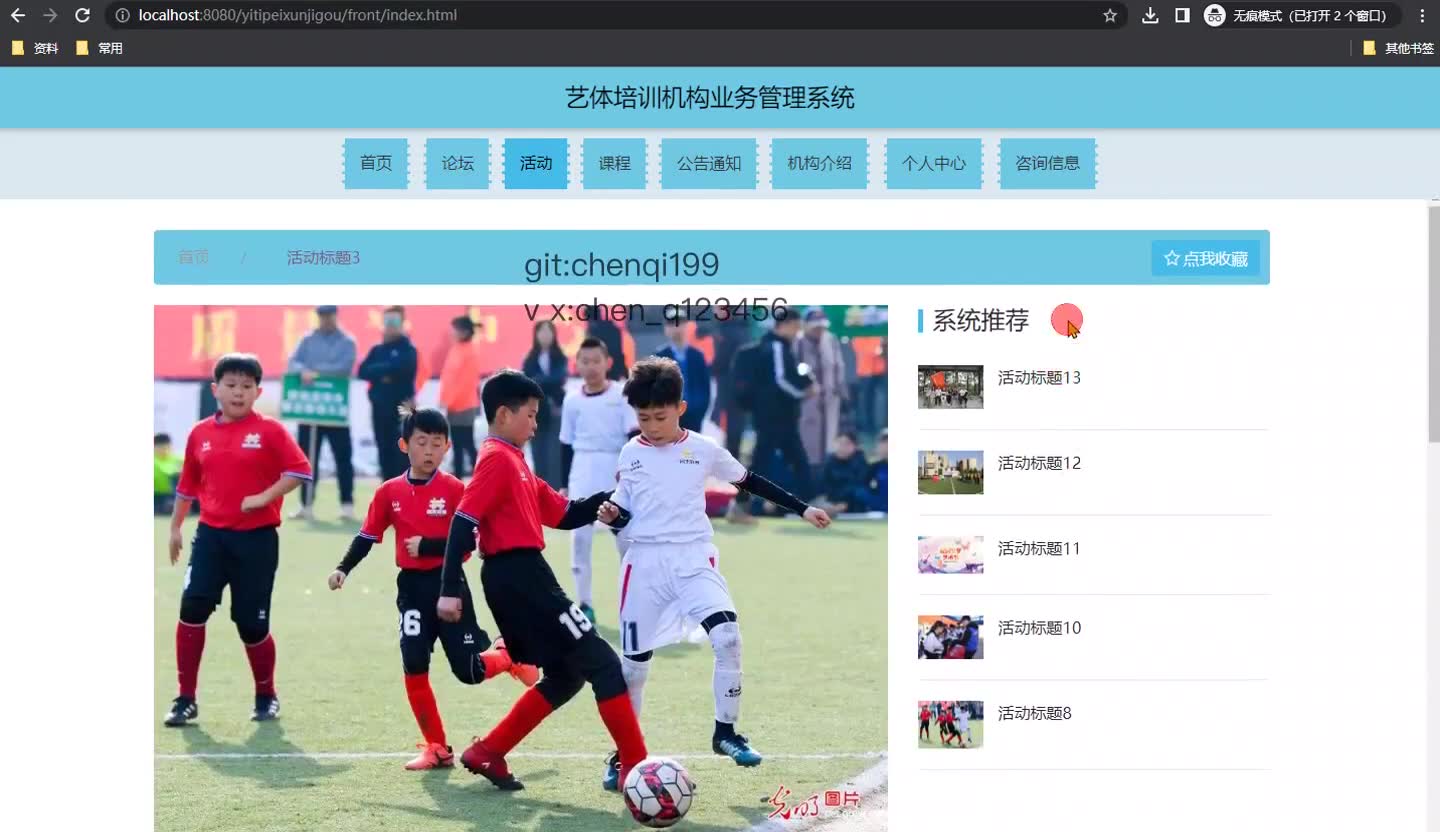 localhost:8080/yitipeixunjigou/front/index.html
无痕模式（已打开 2 个窗口）
资料
常用
其他书签
艺体培训机构业务管理系统
首页
论坛
活动
课程
公告通知
机构介绍
个人中心
咨询信息
首页 / 活动标题3
点我收藏
git:chenqi199
v x:chen_q123456
系统推荐
活动标题13
活动标题12
活动标题11
活动标题10
活动标题8
26
19
11
光明图片